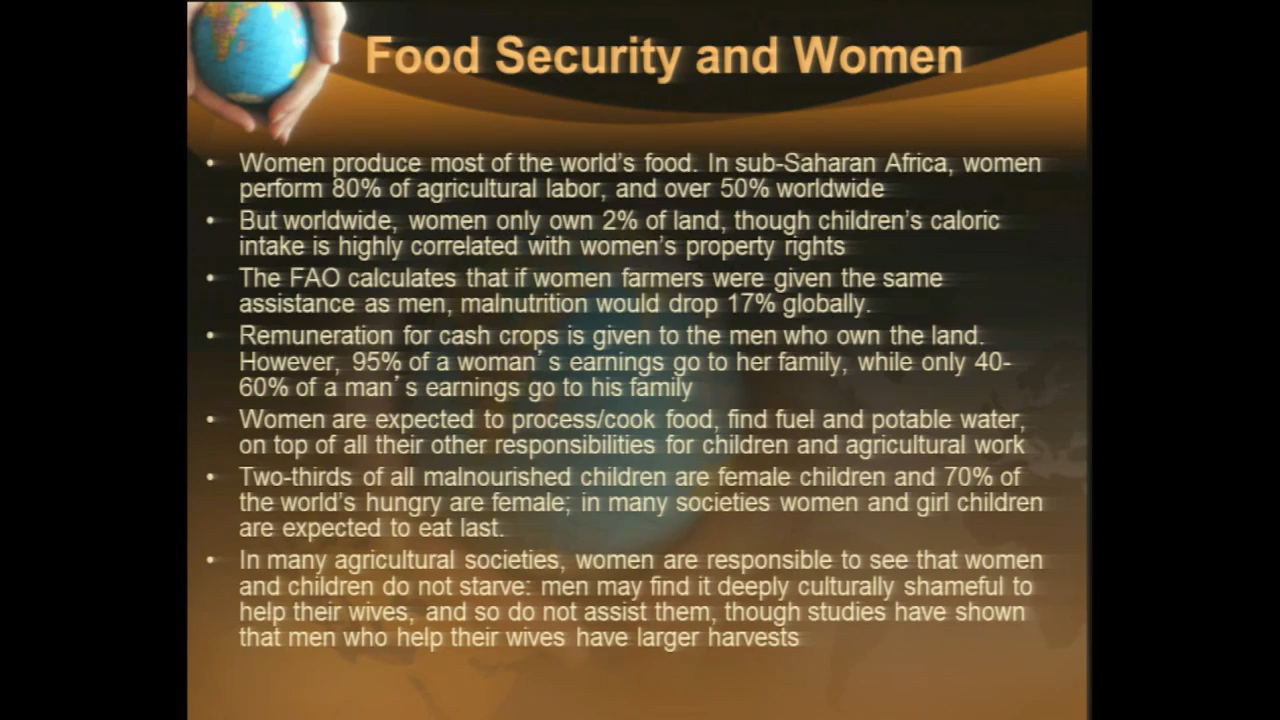 Food Security and Women
• Women produce most of the world's food. In sub-Saharan Africa, women
perform 80% of agricultural labor, and over 50% worldwide
• But worldwide, women only own 2% of land, though children's caloric
intake is highly correlated with women's property rights
• The FAO calculates that if women farmers were given the same
assistance as men, malnutrition would drop 17% globally.
• Remuneration for cash crops is given to the men who own the land.
However, 95% of a woman's earnings go to her family, while only 40-
60% of a man's earnings go to his family
• Women are expected to process/cook food, find fuel and potable water,
on top of all their other responsibilities for children and agricultural work
• Two-thirds of all malnourished children are female children and 70% of
the world's hungry are female; in many societies women and girl children
are expected to eat last.
• In many agricultural societies, women are responsible to see that women
and children do not starve: men may find it deeply culturally shameful to
help their wives, and so do not assist them, though studies have shown
that men who help their wives have larger harvests